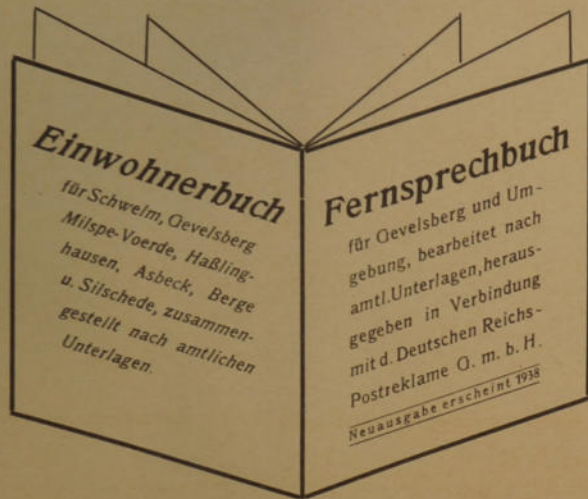 Einwohnerbuch
für Schwelm, Gevelsberg
Milspe-Voerde, Haßling-
hausen, Asbeck, Berge
u. Silschede, zusammen-
gestellt nach amtlichen
Unterlagen.
Fernsprechbuch
für Gevelsberg und Um-
gebung, bearbeitet nach
amtl. Unterlagen, heraus-
gegeben in Verbindung
mit d. Deutschen Reichs-
Postreklame G. m. b. H.
Neuausgabe erscheint 1938